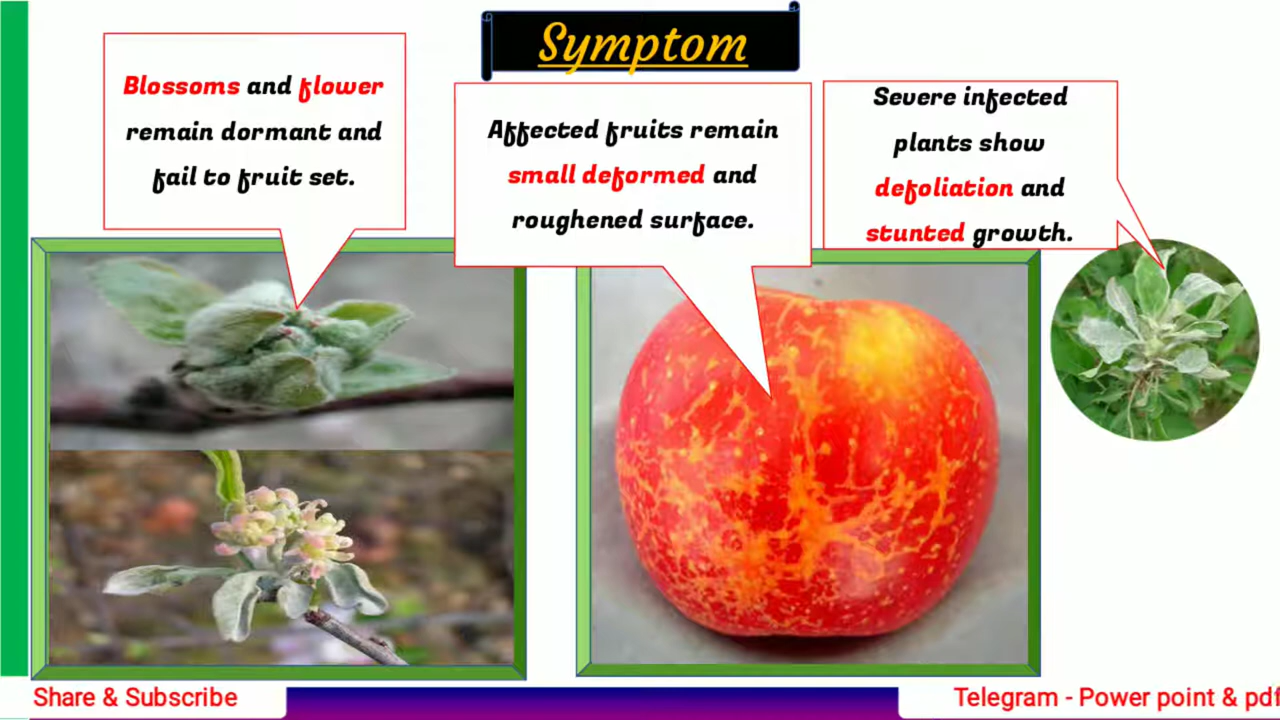 Symptom
Blossoms and flower
remain dormant and
fail to fruit set.
Affected fruits remain
small deformed and
roughened surface.
Severe infected
plants show
defoliation and
stunted growth.
Share & Subscribe
Telegram - Power point & pdf